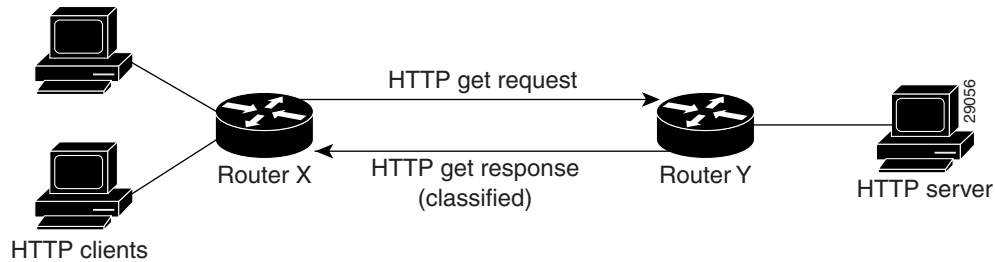 HTTP get request
29056
Router X
HTTP get response
(classified)
Router Y
HTTP server
HTTP clients